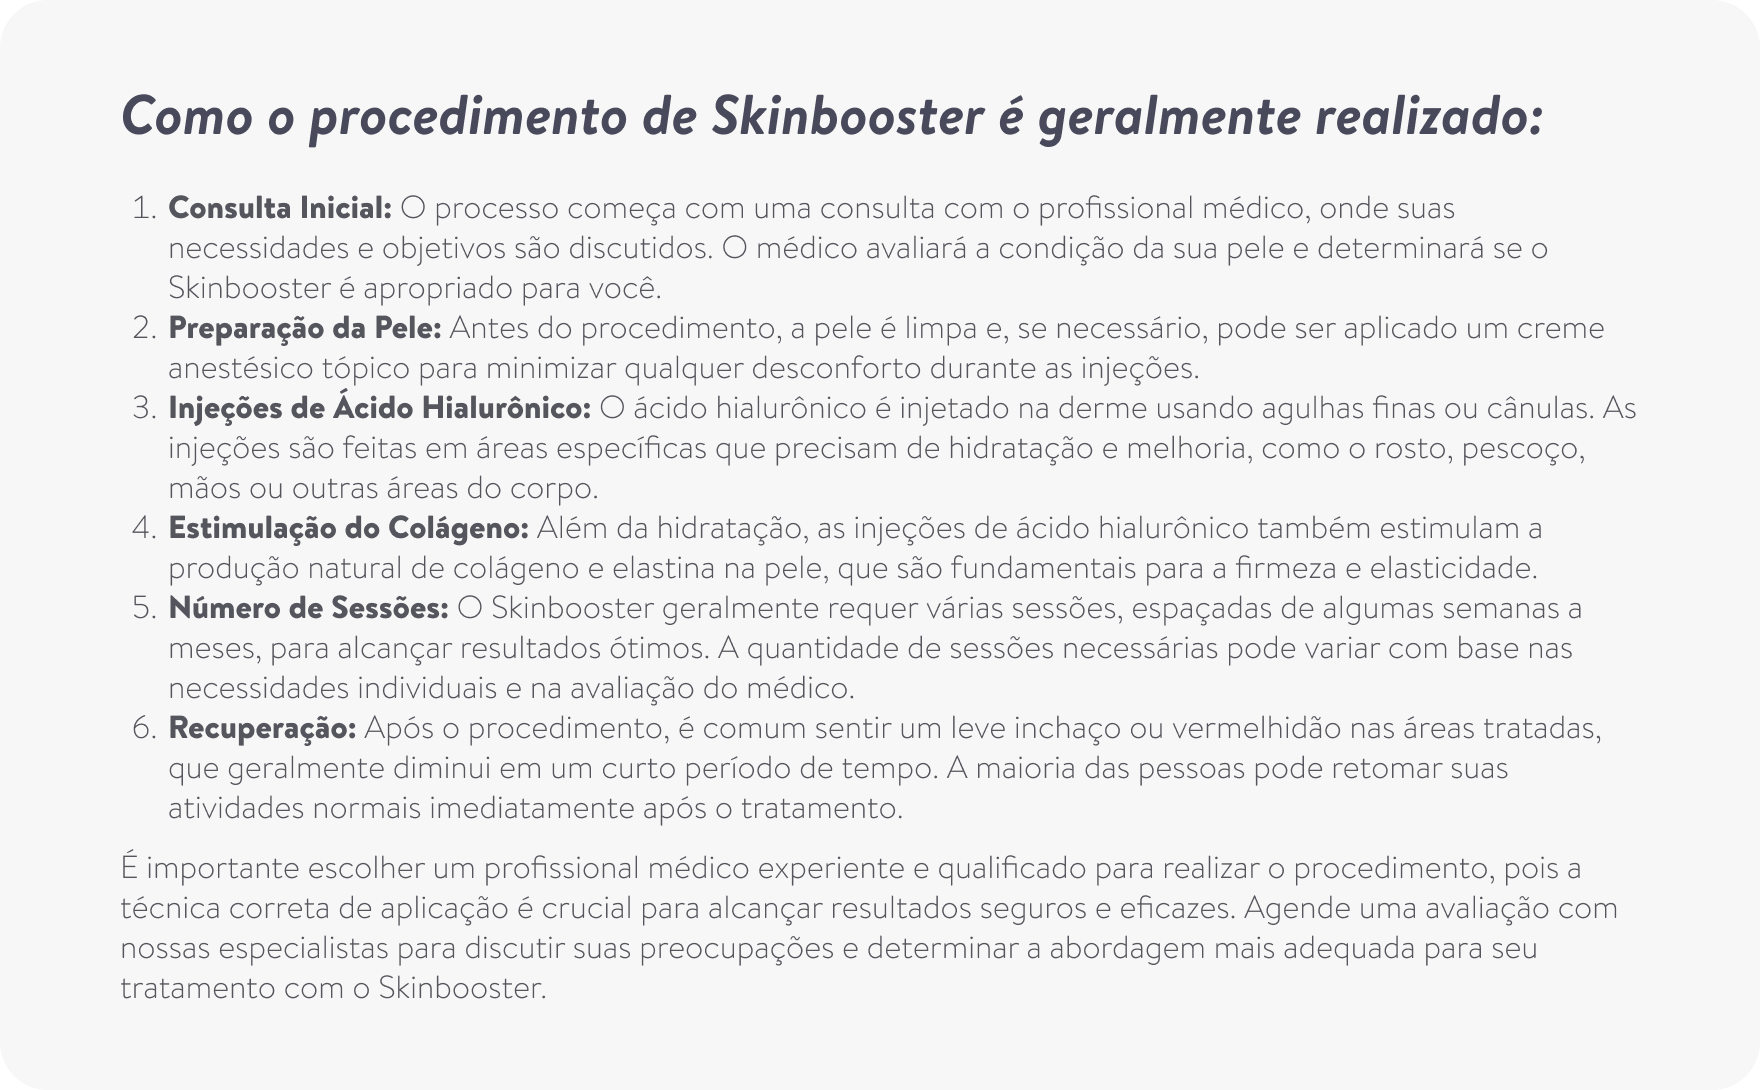 Como o procedimento de Skinbooster é geralmente realizado:
1. Consulta Inicial: O processo começa com uma consulta com o profissional médico, onde suas
necessidades e objetivos são discutidos. O médico avaliará a condição da sua pele e determinará se o
Skinbooster é apropriado para você.
2. Preparação da Pele: Antes do procedimento, a pele é limpa e, se necessário, pode ser aplicado um creme
anestésico tópico para minimizar qualquer desconforto durante as injeções.
3. Injeções de Ácido Hialurônico: O ácido hialurônico é injetado na derme usando agulhas finas ou cânulas. As
injeções são feitas em áreas específicas que precisam de hidratação e melhoria, como o rosto, pescoço,
mãos ou outras áreas do corpo.
4. Estimulação do Colágeno: Além da hidratação, as injeções de ácido hialurônico também estimulam a
produção natural de colágeno e elastina na pele, que são fundamentais para a firmeza e elasticidade.
5. Número de Sessões: O Skinbooster geralmente requer várias sessões, espaçadas de algumas semanas a
meses, para alcançar resultados ótimos. A quantidade de sessões necessárias pode variar com base nas
necessidades individuais e na avaliação do médico.
6. Recuperação: Após o procedimento, é comum sentir um leve inchaço ou vermelhidão nas áreas tratadas,
que geralmente diminui em um curto período de tempo. A maioria das pessoas pode retomar suas
atividades normais imediatamente após o tratamento.
É importante escolher um profissional médico experiente e qualificado para realizar o procedimento, pois a
técnica correta de aplicação é crucial para alcançar resultados seguros e eficazes. Agende uma avaliação com
nossas especialistas para discutir suas preocupações e determinar a abordagem mais adequada para seu
tratamento com o Skinbooster.